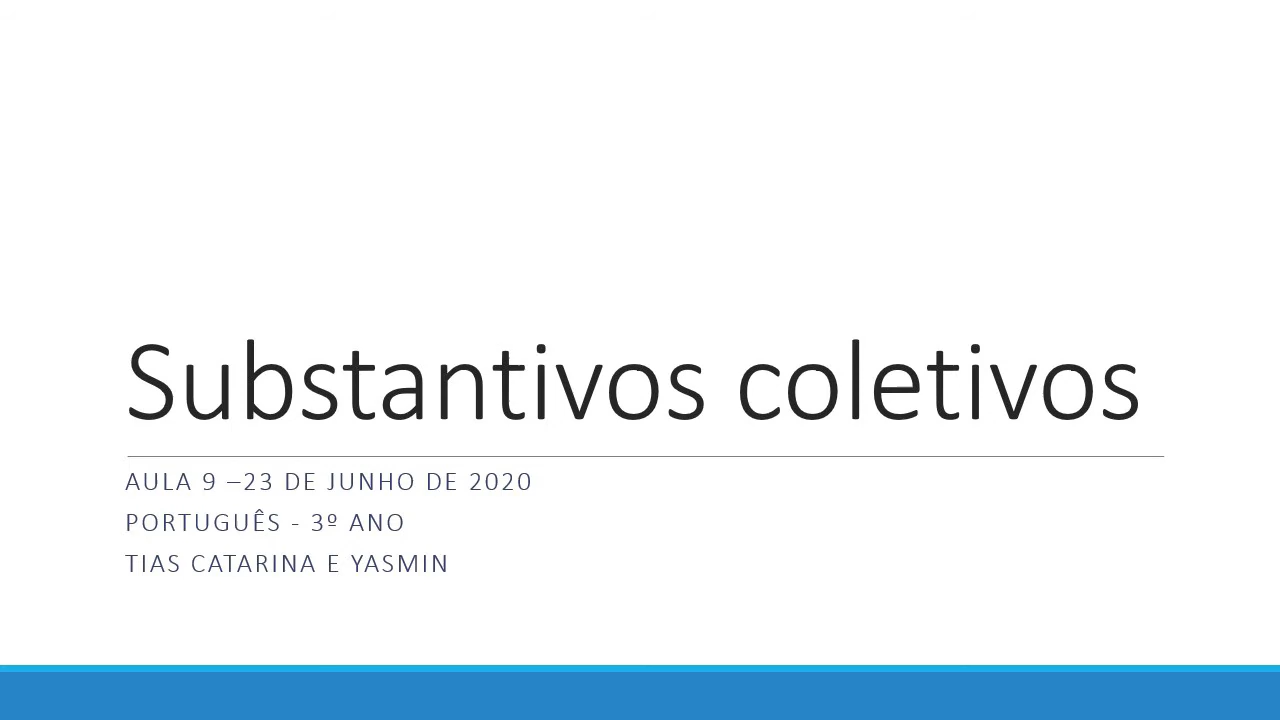 Substantivos coletivos
AULA 9 –23 DE JUNHO DE 2020
PORTUGUÊS - 3º ANO
TIAS CATARINA E YASMIN